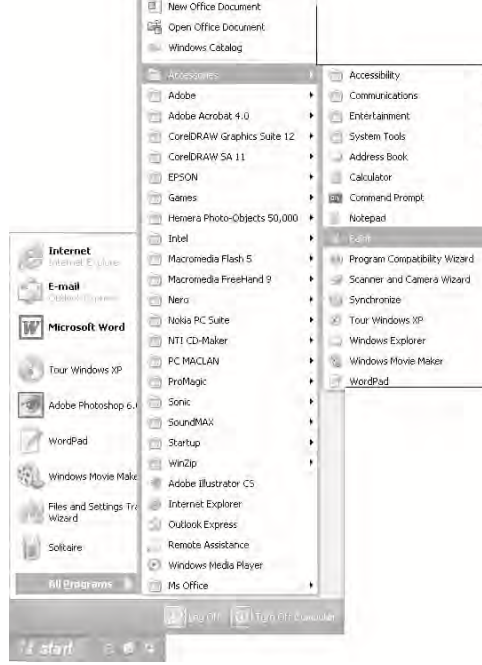 New Office Document
Open Office Document
Windows Catalog
Accessories
Adobe
Adobe Acrobat 4.0
CorelDRAW Graphics Suite 12
CorelDRAW SA 11
EPSON
Games
Hemera Photo-Objects 50,000
Intel
Macromedia Flash 5
Macromedia FreeHand 9
Nero
Nokia PC Suite
NTI CD-Maker
PC MACLAN
ProMagic
Sonic
SoundMAX
Startup
WinZip
Adobe Illustrator CS
Internet Explorer
Outlook Express
Remote Assistance
Windows Media Player
Ms Office
Accessibility
Communications
Entertainment
System Tools
Address Book
Calculator
Command Prompt
Notepad
Paint
Program Compatibility Wizard
Scanner and Camera Wizard
Synchronize
Tour Windows XP
Windows Explorer
Windows Movie Maker
WordPad
Internet
Internet Explorer
E-mail
Outlook Express
Microsoft Word
Tour Windows XP
Adobe Photoshop 6.
WordPad
Windows Movie Make
Files and Settings Tra
Wizard
Solitaire
All Programs
Log Off
Turn Off Computer
start